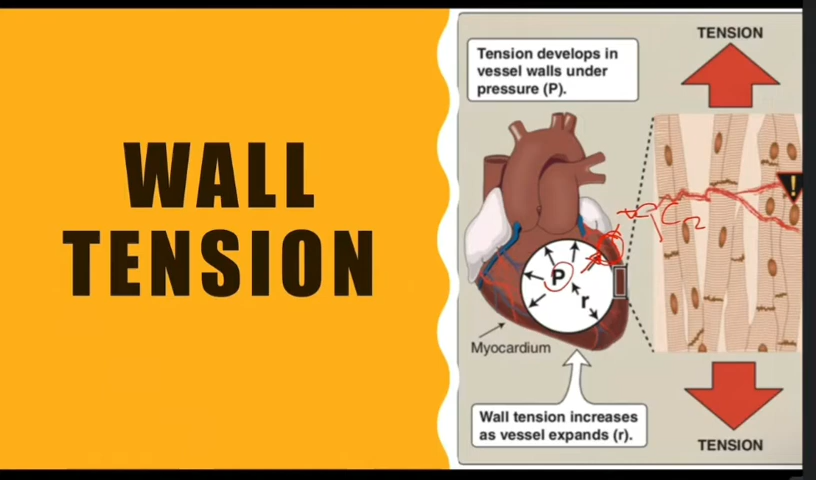 WALL
TENSION
TENSION
Tension develops in
vessel walls under
pressure (P).
!
P
r
Myocardium
Wall tension increases
as vessel expands (r).
TENSION